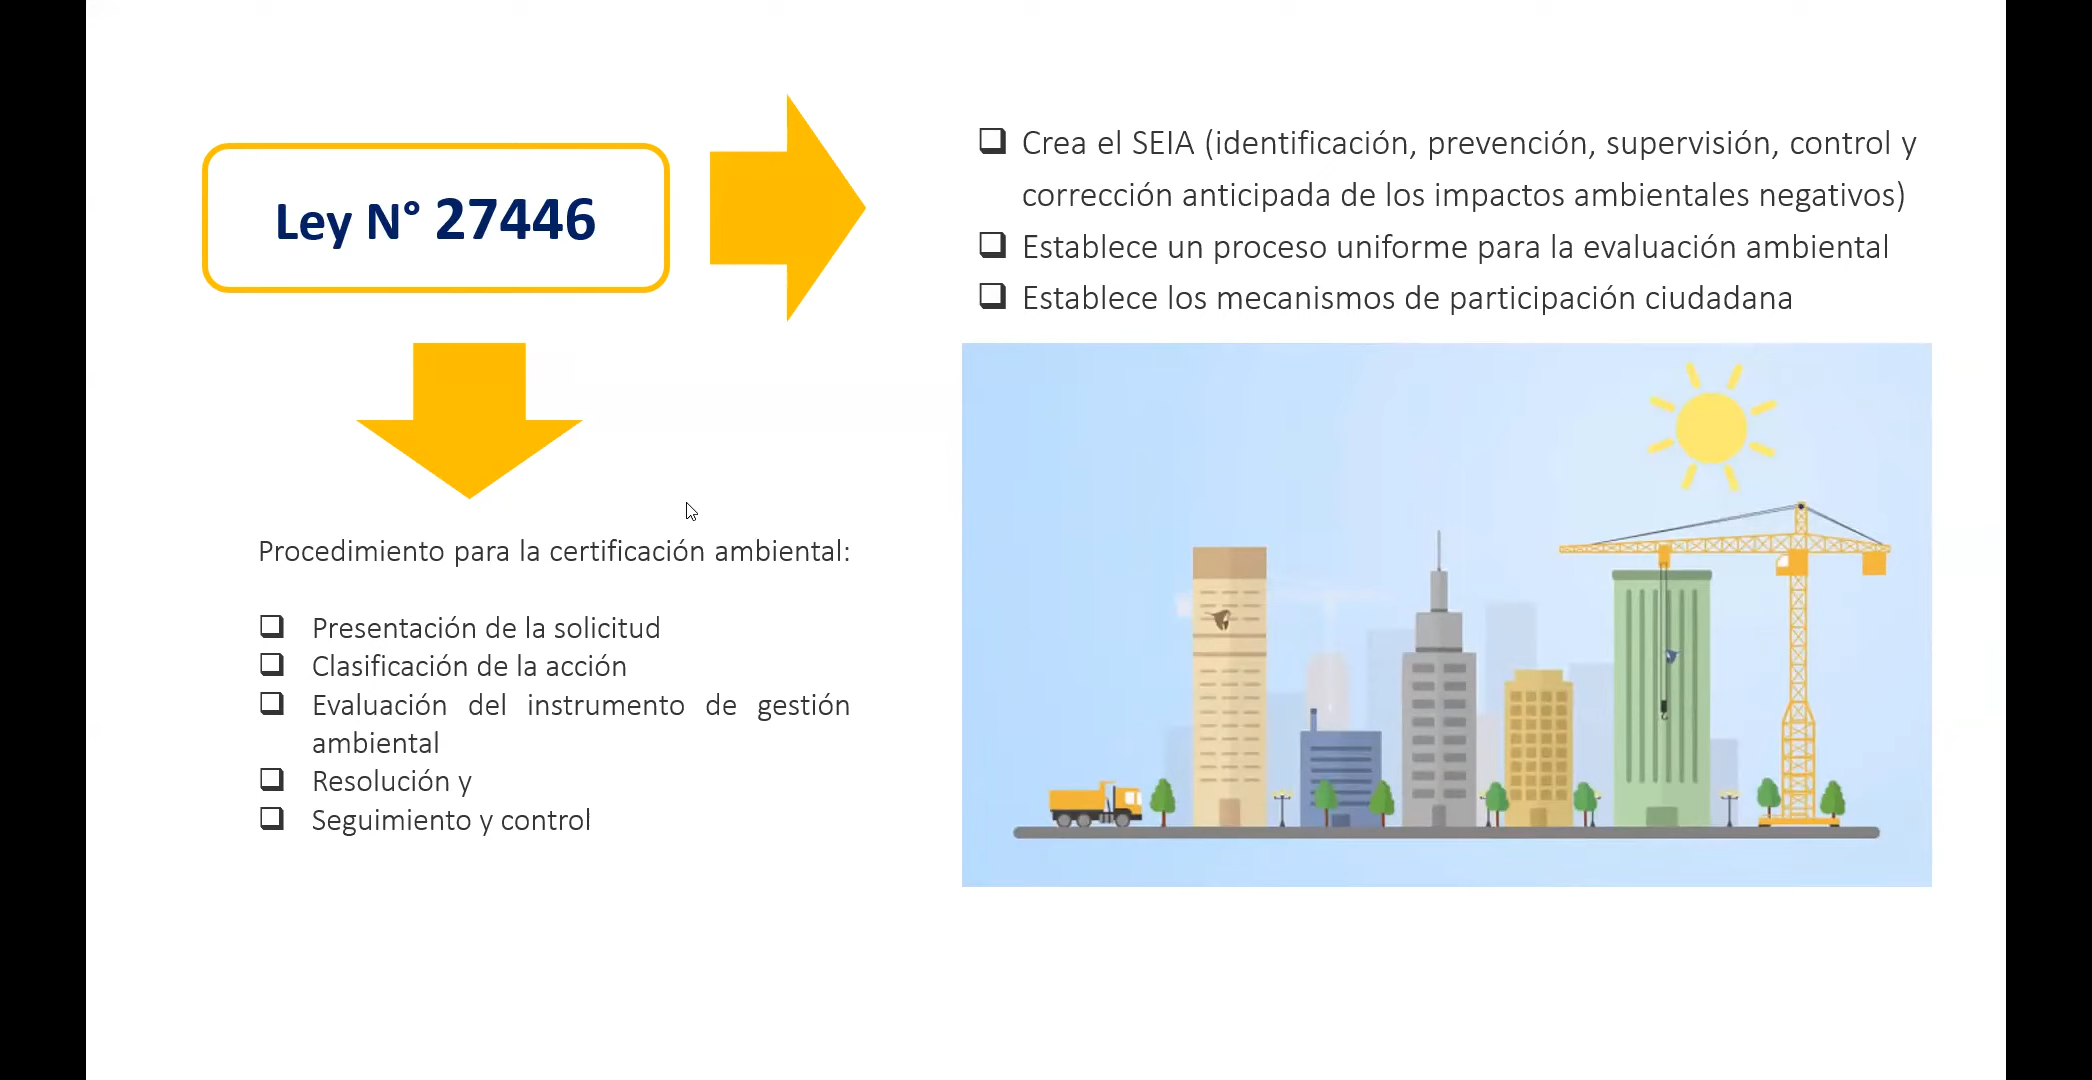 Ley N° 27446
Crea el SEIA (identificación, prevención, supervisión, control y
corrección anticipada de los impactos ambientales negativos)
Establece un proceso uniforme para la evaluación ambiental
Establece los mecanismos de participación ciudadana
Procedimiento para la certificación ambiental:
Presentación de la solicitud
Clasificación de la acción
Evaluación del instrumento de gestión
ambiental
Resolución y
Seguimiento y control